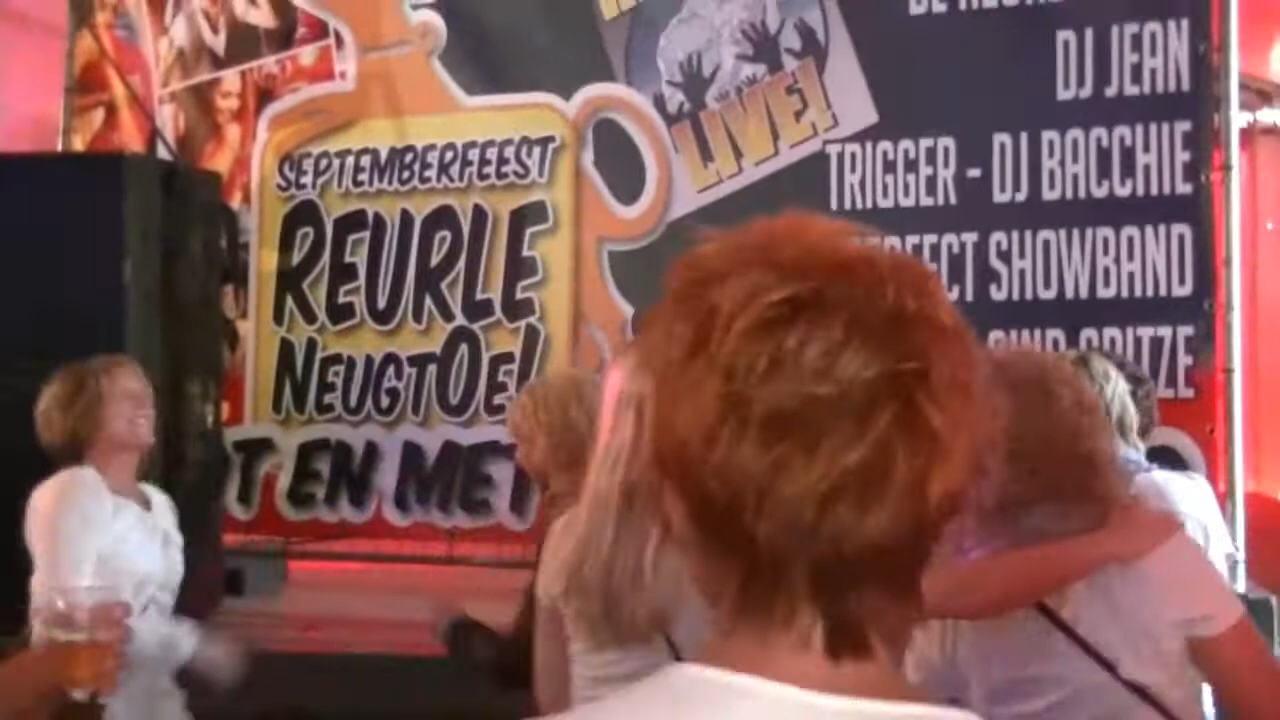 SEPTEMBERFEEST
REURLE
NEUGTOE!
T EN MET
LIVE!
DJ JEAN
TRIGGER - DJ BACCHIE
SHOWBAND